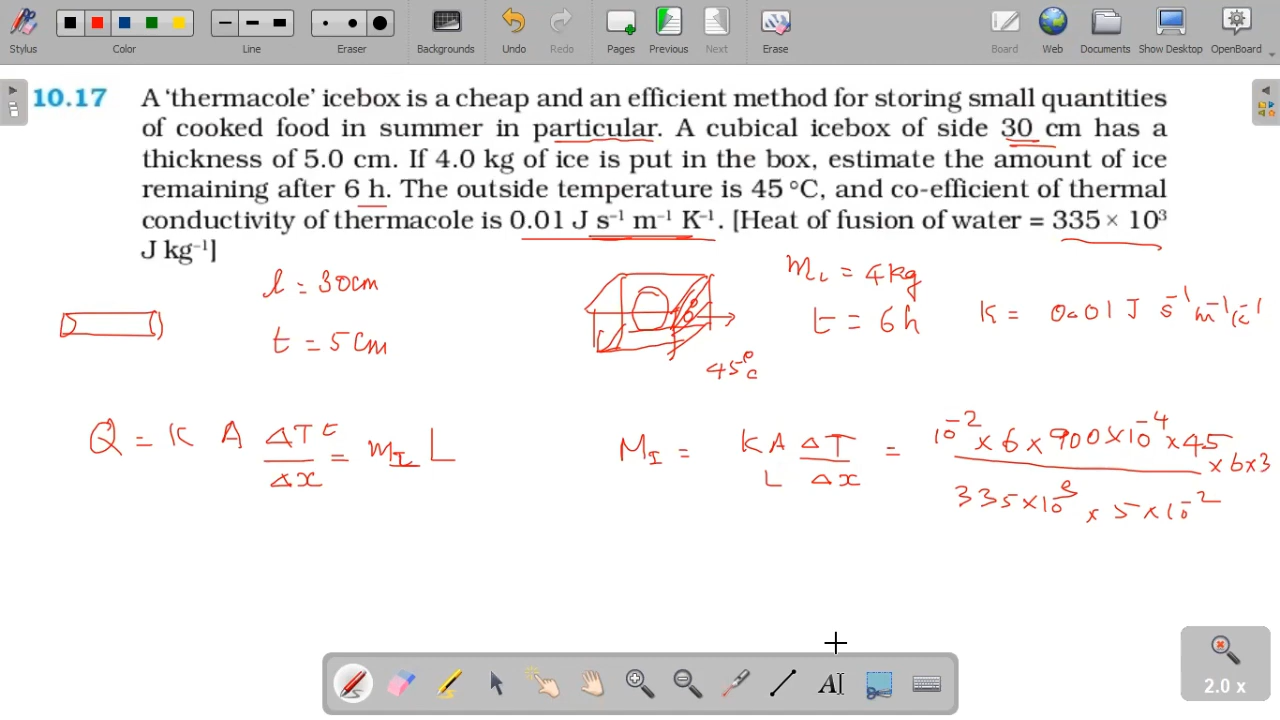 Stylus Color Line Eraser Backgrounds Undo Redo Pages Previous Next Erase Board Web Documents Show Desktop OpenBoard
10.17 A ‘thermacole’ icebox is a cheap and an efficient method for storing small quantities
of cooked food in summer in particular. A cubical icebox of side 30 cm has a
thickness of 5.0 cm. If 4.0 kg of ice is put in the box, estimate the amount of ice
remaining after 6 h. The outside temperature is 45 °C, and co-efficient of thermal
conductivity of thermacole is 0.01 J s⁻¹ m⁻¹ K⁻¹. [Heat of fusion of water = 335 × 10³
J kg⁻¹]
l = 30cm
t = 5cm
45°c
m = 4kg
t = 6h
K = 0.01 J s⁻¹ m⁻¹ k⁻¹
Q = K A ΔT t / Δx = m_I L
M_I = K A ΔT / L Δx = 10⁻² × 6 × 900 × 10⁻⁴ × 45 × 6 × 3 / 335 × 10³ × 5 × 10⁻²
2.0 x